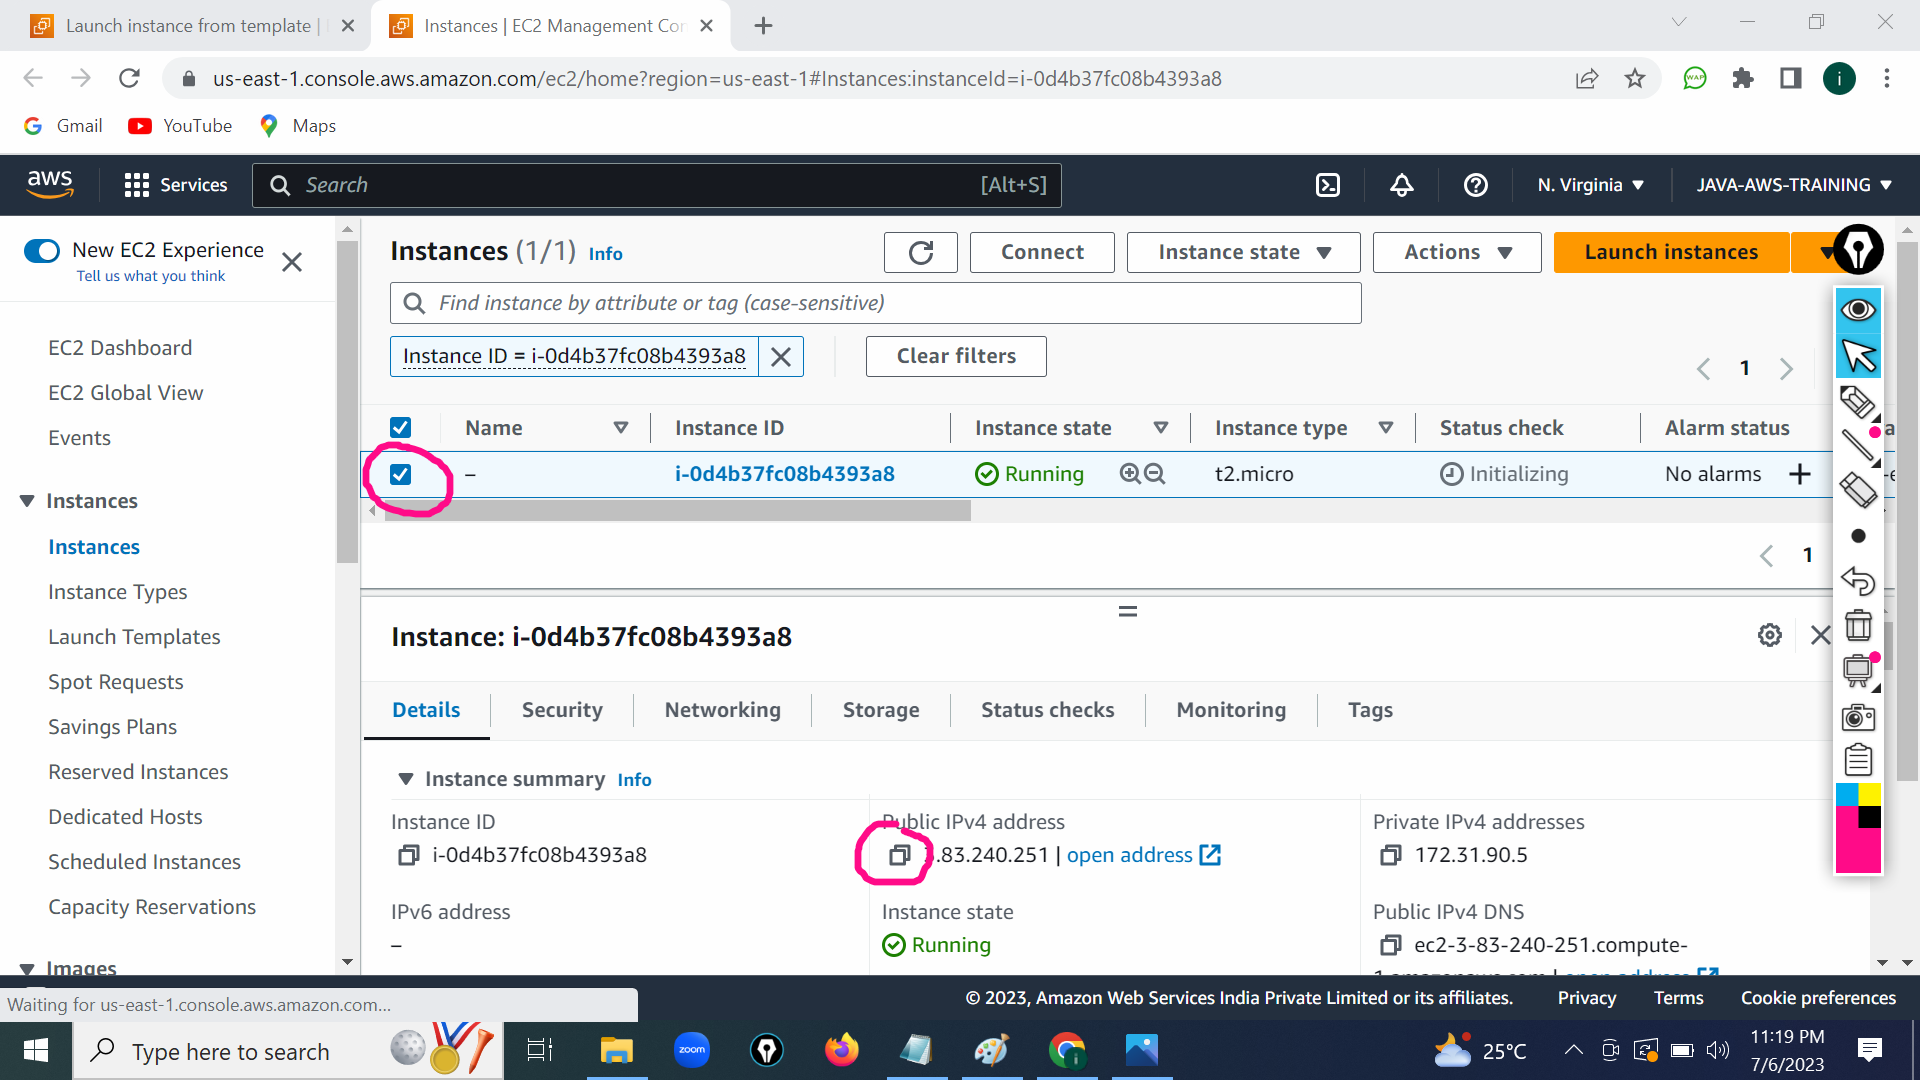 Launch instance from template |
Instances | EC2 Management Con
us-east-1.console.aws.amazon.com/ec2/home?region=us-east-1#Instances:instanceId=i-0d4b37fc08b4393a8
WAP
i
Gmail
YouTube
Maps
aws
Services
Search
[Alt+S]
N. Virginia
JAVA-AWS-TRAINING
New EC2 Experience
Tell us what you think
EC2 Dashboard
EC2 Global View
Events
Instances
Instances
Instance Types
Launch Templates
Spot Requests
Savings Plans
Reserved Instances
Dedicated Hosts
Scheduled Instances
Capacity Reservations
Images
Instances (1/1) Info
Connect
Instance state
Actions
Launch instances
Find instance by attribute or tag (case-sensitive)
Instance ID = i-0d4b37fc08b4393a8
Clear filters
1
Name Instance ID Instance state Instance type Status check Alarm status
– i-0d4b37fc08b4393a8 Running t2.micro Initializing No alarms
1
Instance: i-0d4b37fc08b4393a8
Details Security Networking Storage Status checks Monitoring Tags
Instance summary Info
Instance ID
i-0d4b37fc08b4393a8
Public IPv4 address
3.83.240.251 | open address
Private IPv4 addresses
172.31.90.5
IPv6 address
–
Instance state
Running
Public IPv4 DNS
ec2-3-83-240-251.compute-
1.amazonaws.com | open address
Waiting for us-east-1.console.aws.amazon.com...
© 2023, Amazon Web Services India Private Limited or its affiliates.
Privacy
Terms
Cookie preferences
Type here to search
zoom
i
25°C
11:19 PM
7/6/2023